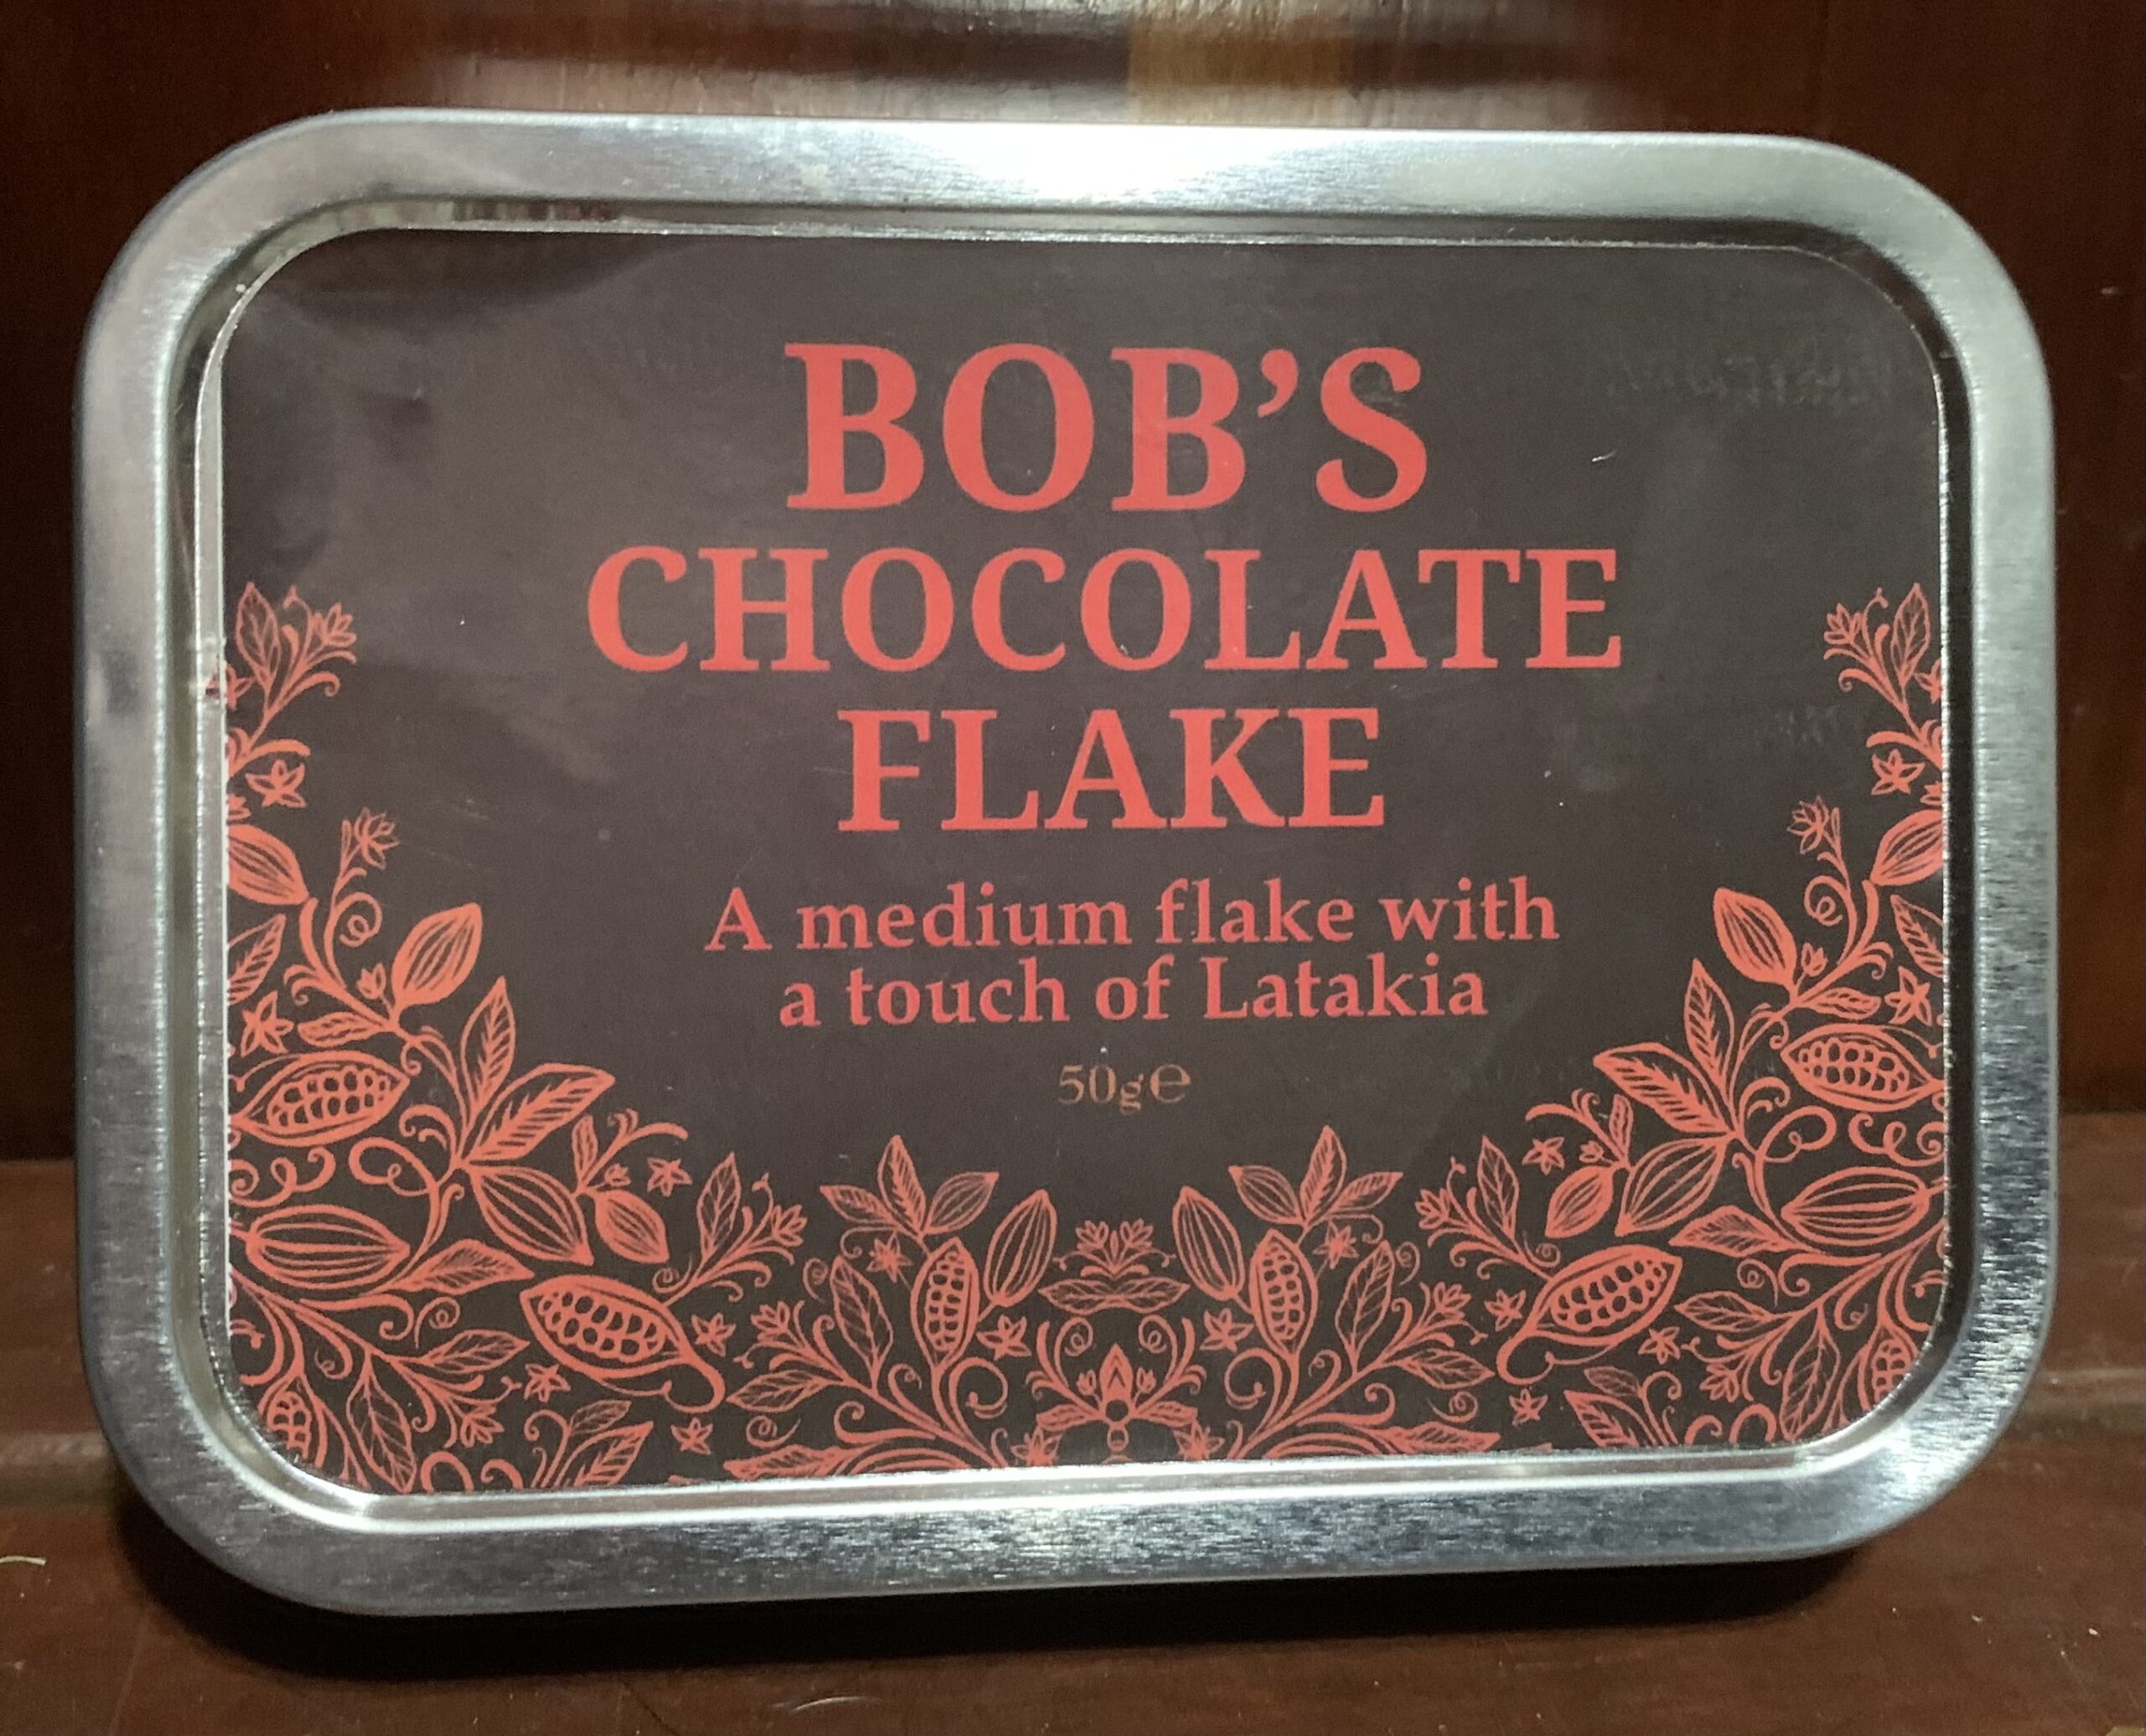 BOB’S
CHOCOLATE
FLAKE
A medium flake with
a touch of Latakia
50g℮